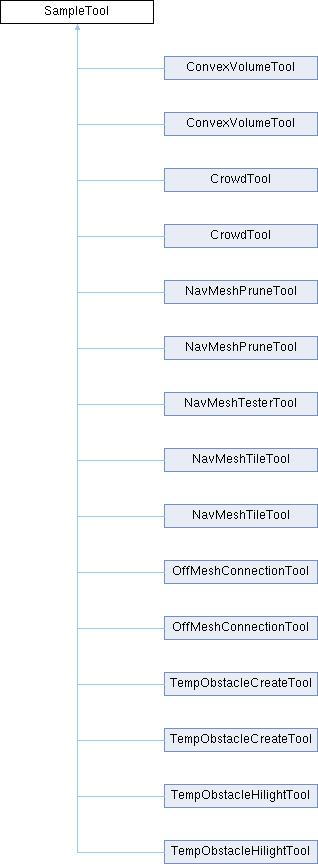 SampleTool
ConvexVolumeTool
ConvexVolumeTool
CrowdTool
CrowdTool
NavMeshPruneTool
NavMeshPruneTool
NavMeshTesterTool
NavMeshTileTool
NavMeshTileTool
OffMeshConnectionTool
OffMeshConnectionTool
TempObstacleCreateTool
TempObstacleCreateTool
TempObstacleHilightTool
TempObstacleHilightTool